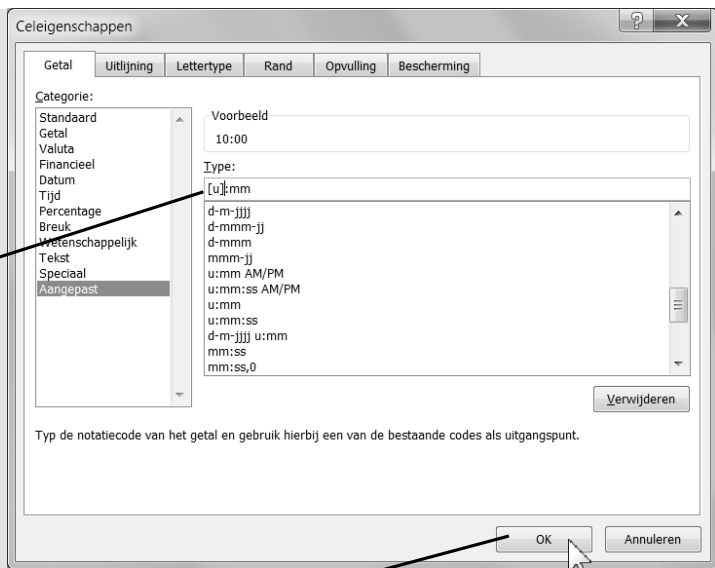 Celeigenschappen
Getal Uitlijning Lettertype Rand Opvulling Bescherming
Categorie:
Standaard
Getal
Valuta
Financieel
Datum
Tijd
Percentage
Breuk
Wetenschappelijk
Tekst
Speciaal
Aangepast
Voorbeeld
10:00
Type:
[u]:mm
d-m-jjjj
d-mmm-jj
d-mmm
mmm-jj
u:mm AM/PM
u:mm:ss AM/PM
u:mm
u:mm:ss
d-m-jjjj u:mm
mm:ss
mm:ss,0
Verwijderen
Typ de notatiecode van het getal en gebruik hierbij een van de bestaande codes als uitgangspunt.
OK Annuleren